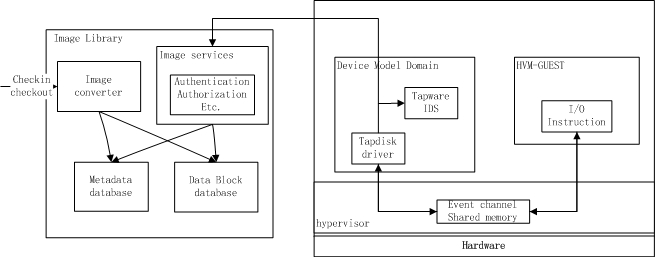 Image Library
Checkin
checkout
Image
converter
Image services
Authentication
Authorization
Etc.
Metadata
database
Data Block
database
Device Model Domain
Tapware
IDS
Tapdisk
driver
HVM-GUEST
I/O
Instruction
Event channel
Shared memory
hypervisor
Hardware